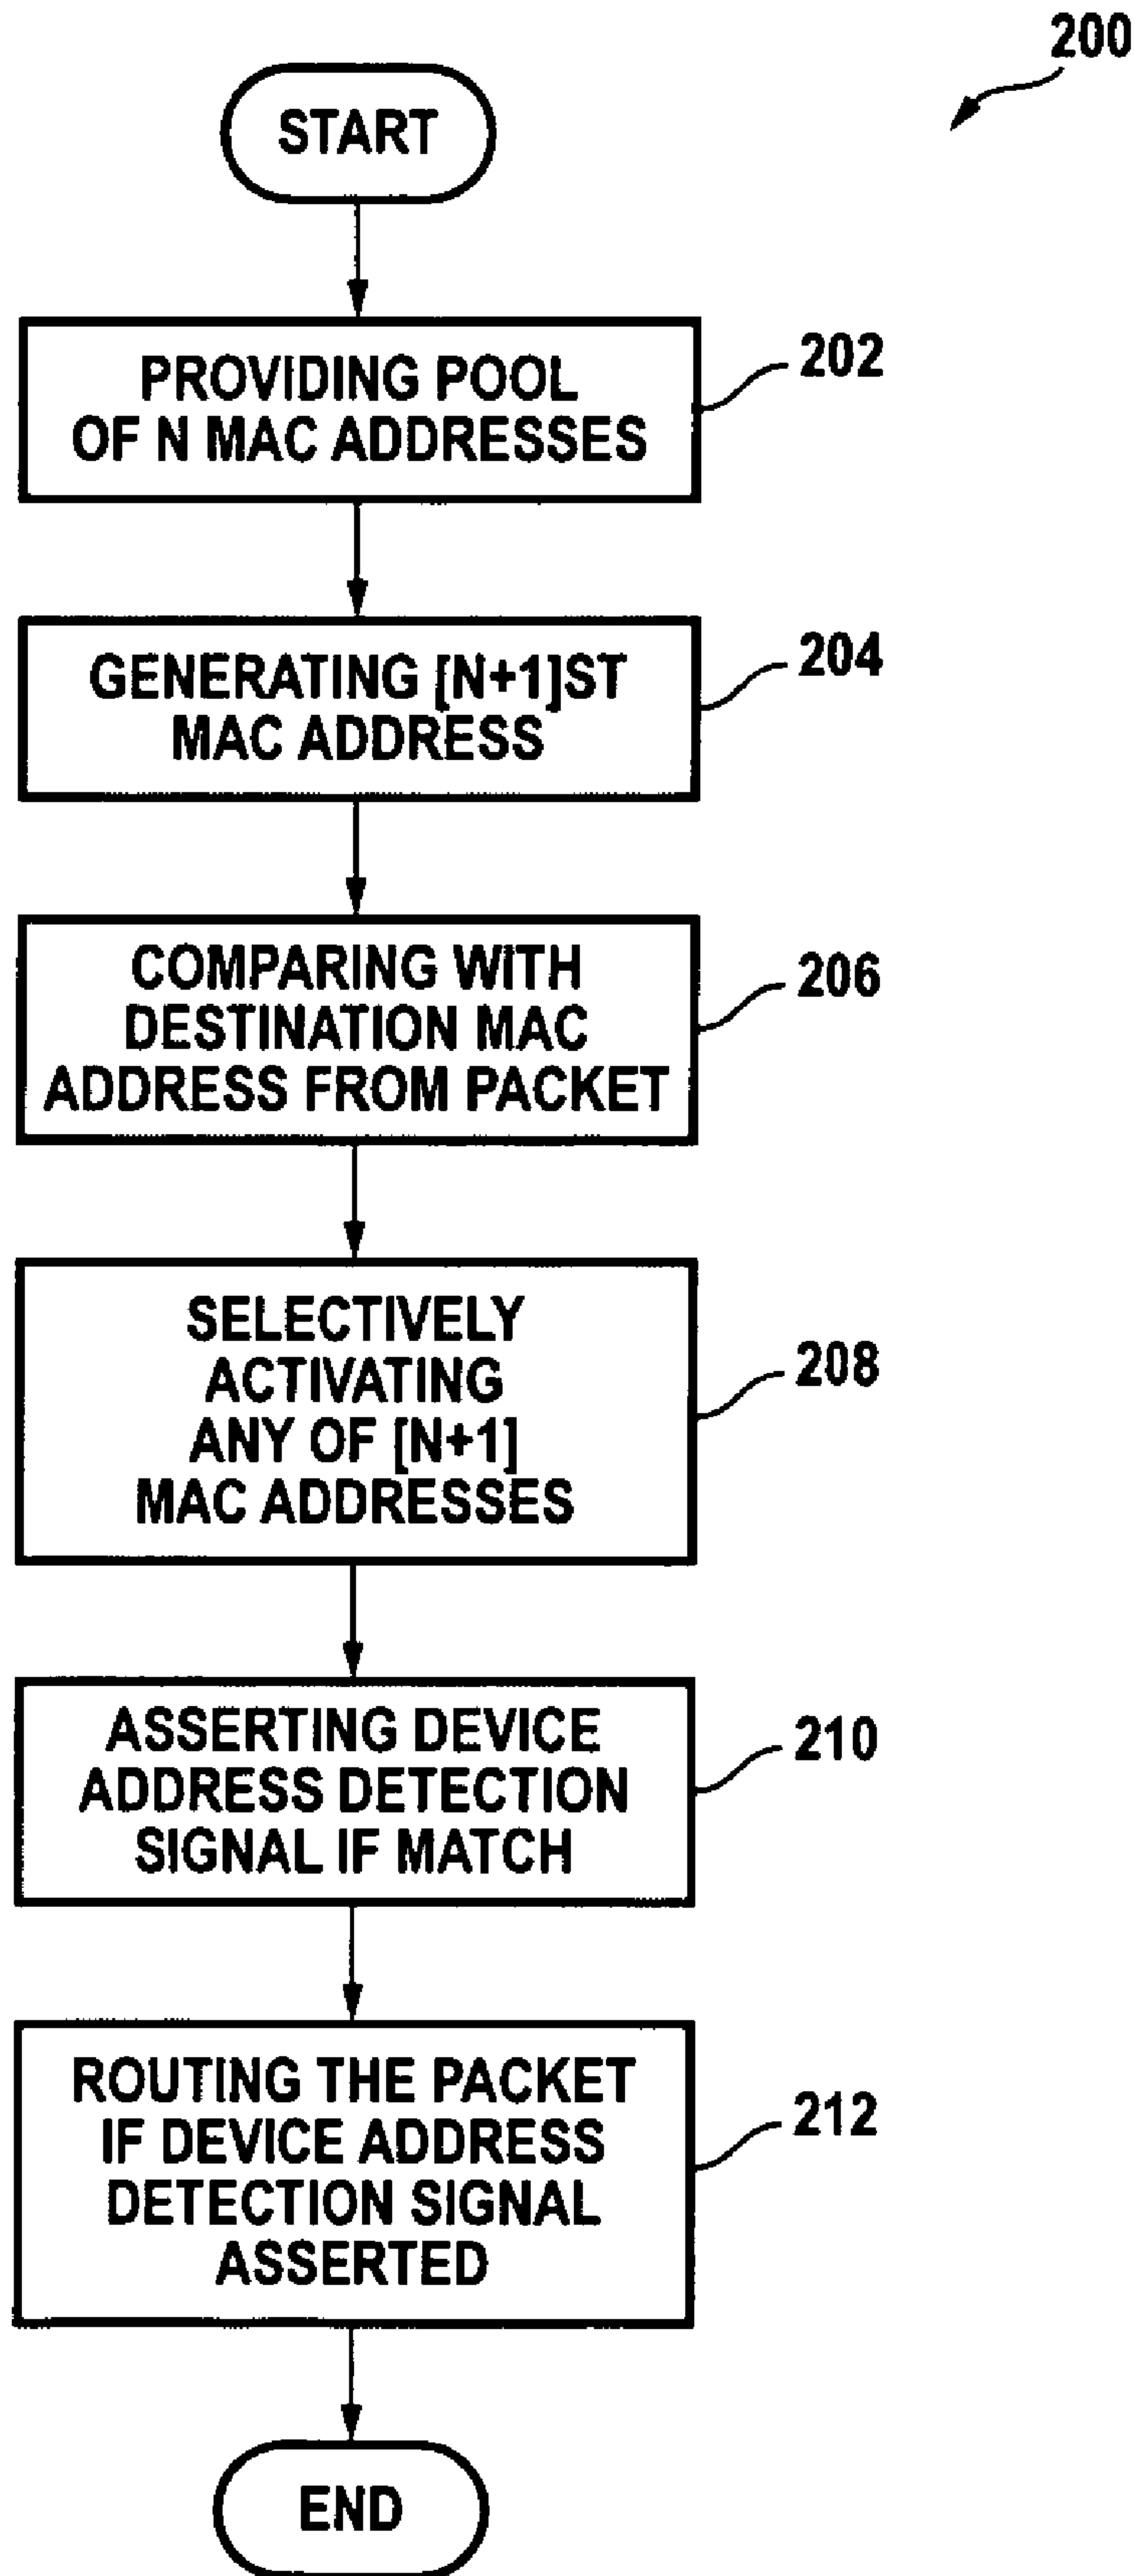 200
START
PROVIDING POOL
OF N MAC ADDRESSES
202
GENERATING [N+1]ST
MAC ADDRESS
204
COMPARING WITH
DESTINATION MAC
ADDRESS FROM PACKET
206
SELECTIVELY
ACTIVATING
ANY OF [N+1]
MAC ADDRESSES
208
ASSERTING DEVICE
ADDRESS DETECTION
SIGNAL IF MATCH
210
ROUTING THE PACKET
IF DEVICE ADDRESS
DETECTION SIGNAL
ASSERTED
212
END